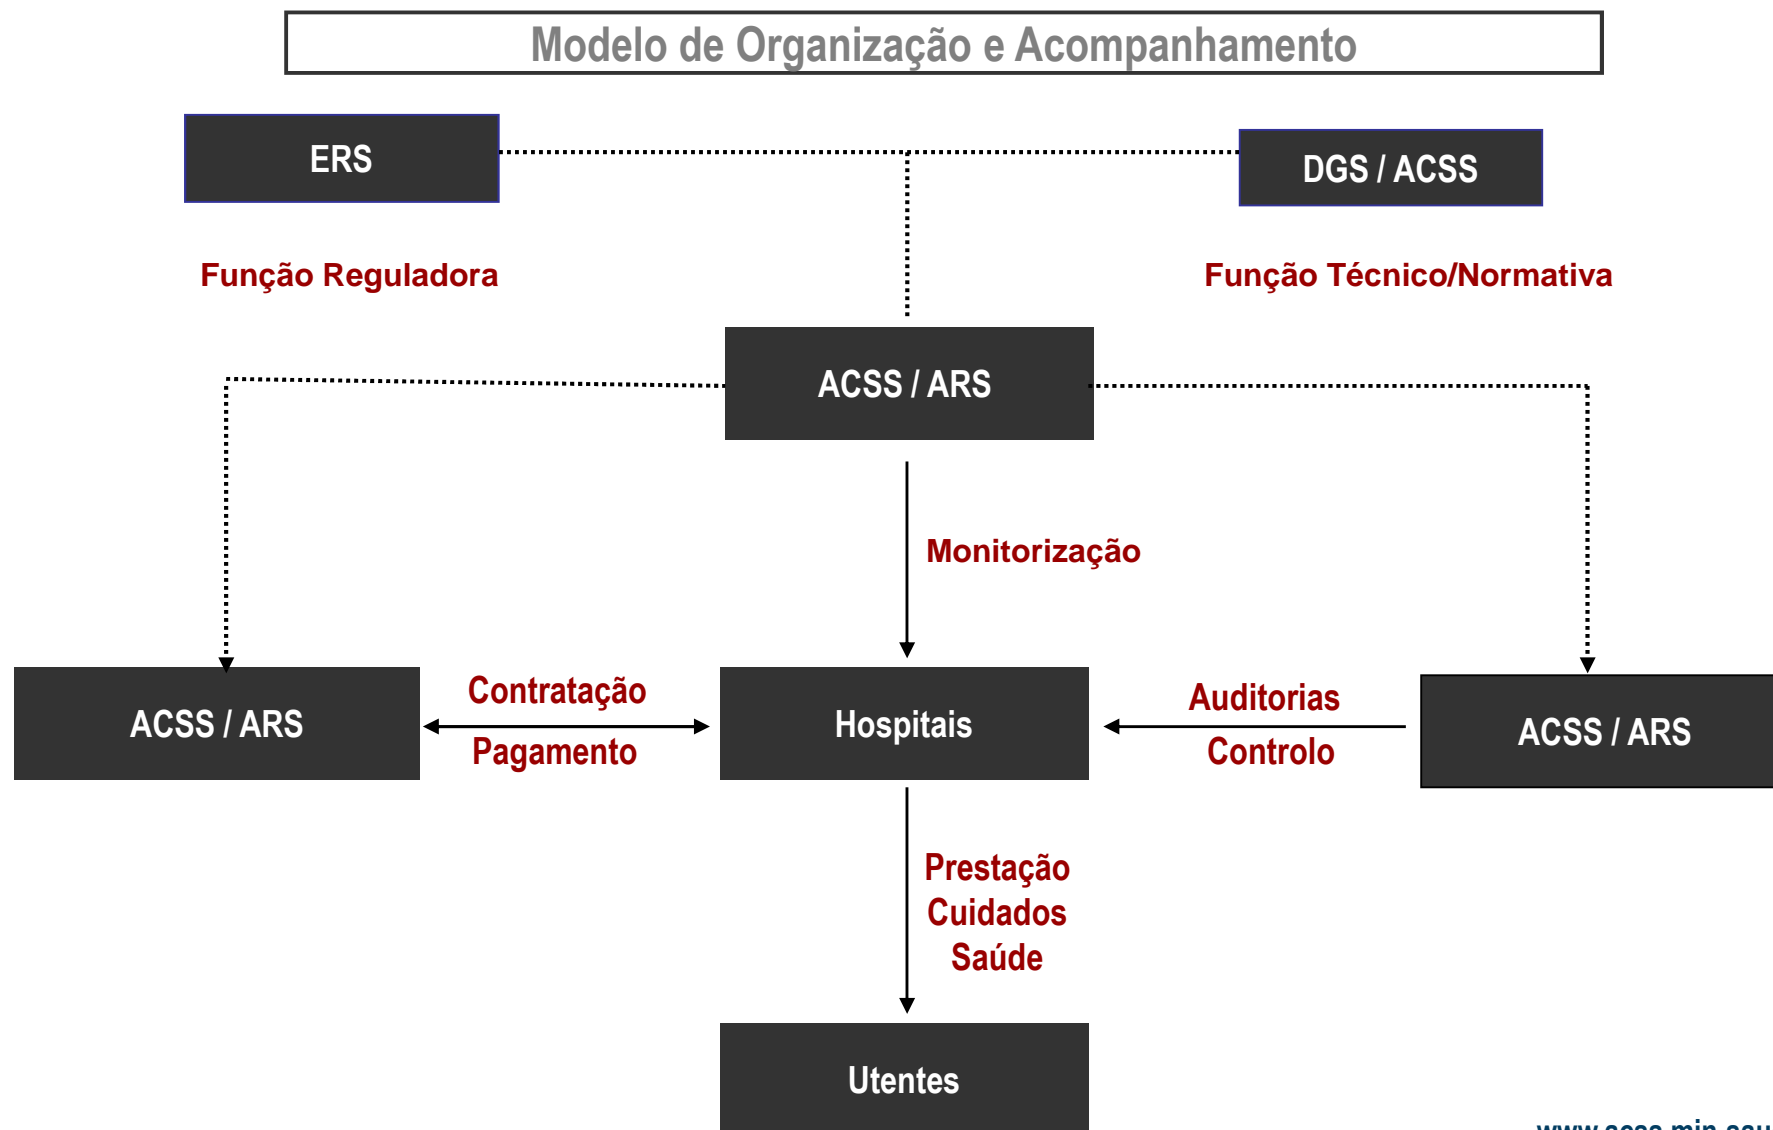 Modelo de Organização e Acompanhamento
ERS
DGS / ACSS
Função Reguladora
Função Técnico/Normativa
ACSS / ARS
Monitorização
ACSS / ARS
Contratação
Pagamento
Hospitais
Auditorias
Controlo
ACSS / ARS
Prestação
Cuidados
Saúde
Utentes